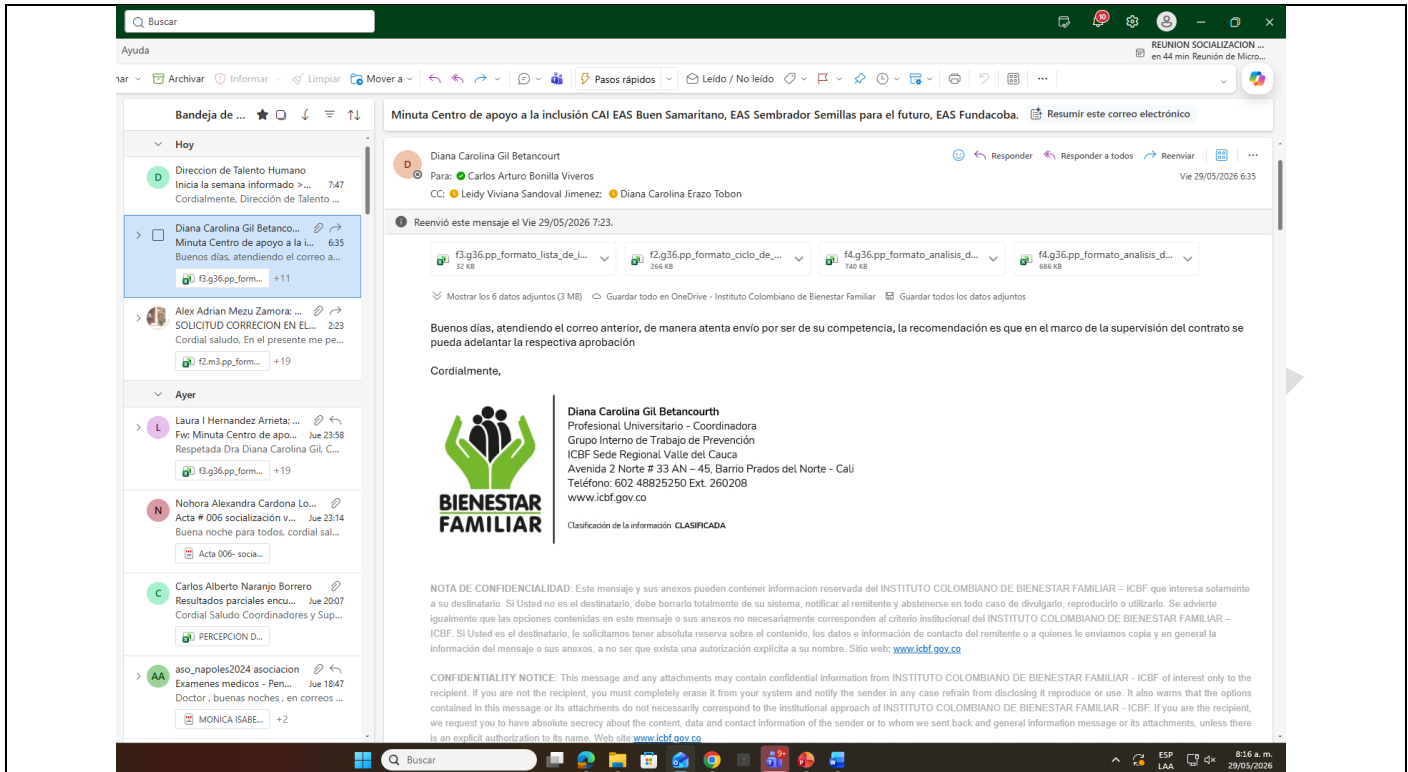 Buscar
10
Ayuda
REUNION SOCIALIZACION ...
en 44 min Reunión de Micro...
nar
Archivar
Informar
Limpiar
Mover a
Pasos rápidos
Leído / No leído
Bandeja de ...
Minuta Centro de apoyo a la inclusión CAI EAS Buen Samaritano, EAS Sembrador Semillas para el futuro, EAS Fundacoba.
Resumir este correo electrónico
Hoy
D
Direccion de Talento Humano
Inicia la semana informado >... 7:47
Cordialmente, Dirección de Talento ...
Diana Carolina Gil Betanco...
Minuta Centro de apoyo a la i... 6:35
Buenos días, atendiendo el correo a...
f3.g36.pp_form... +11
Alex Adrian Mezu Zamora; ...
SOLICITUD CORRECION EN EL... 2:23
Cordial saludo, En el presente me pe...
f2.m3.pp_form... +19
Ayer
L
Laura I Hernandez Arrieta; ...
Fw: Minuta Centro de apo... Jue 23:58
Respetada Dra Diana Carolina Gil, C...
f3.g36.pp_form... +19
N
Nohora Alexandra Cardona Lo...
Acta # 006 socialización v... Jue 23:14
Buena noche para todos, cordial sal...
Acta 006- socia...
C
Carlos Alberto Naranjo Borrero
Resultados parciales encu... Jue 20:07
Cordial Saludo Coordinadores y Sup...
PERCEPCION D...
AA
aso_napoles2024 asociacion
Examenes medicos - Pen... Jue 18:47
Doctor , buenas noches , en correos ...
MONICA ISABE... +2
D
Diana Carolina Gil Betancourt
Para: Carlos Arturo Bonilla Viveros
CC: Leidy Viviana Sandoval Jimenez; Diana Carolina Erazo Tobon
Responder
Responder a todos
Reenviar
Vie 29/05/2026 6:35
Reenvió este mensaje el Vie 29/05/2026 7:23.
f3.g36.pp_formato_lista_de_i...
32 KB
f2.g36.pp_formato_ciclo_de_...
266 KB
f4.g36.pp_formato_analisis_d...
740 KB
f4.g36.pp_formato_analisis_d...
686 KB
Mostrar los 6 datos adjuntos (3 MB)
Guardar todo en OneDrive - Instituto Colombiano de Bienestar Familiar
Guardar todos los datos adjuntos
Buenos días, atendiendo el correo anterior, de manera atenta envío por ser de su competencia, la recomendación es que en el marco de la supervisión del contrato se
pueda adelantar la respectiva aprobación
Cordialmente,
BIENESTAR
FAMILIAR
Diana Carolina Gil Betancourth
Profesional Universitario - Coordinadora
Grupo Interno de Trabajo de Prevención
ICBF Sede Regional Valle del Cauca
Avenida 2 Norte # 33 AN – 45, Barrio Prados del Norte - Cali
Teléfono: 602 48825250 Ext. 260208
www.icbf.gov.co
Clasificación de la información: CLASIFICADA
NOTA DE CONFIDENCIALIDAD: Este mensaje y sus anexos pueden contener informacion reservada del INSTITUTO COLOMBIANO DE BIENESTAR FAMILIAR – ICBF que interesa solamente
a su destinatario. Si Usted no es el destinatario, debe borrarlo totalmente de su sistema, notificar al remitente y abstenerse en todo caso de divulgarlo, reproducirlo o utilizarlo. Se advierte
igualmente que las opciones contenidas en este mensaje o sus anexos no necesariamente corresponden al criterio institucional del INSTITUTO COLOMBIANO DE BIENESTAR FAMILIAR –
ICBF. Si Usted es el destinatario, le solicitamos tener absoluta reserva sobre el contenido, los datos e información de contacto del remitente o a quienes le enviamos copia y en general la
información del mensaje o sus anexos, a no ser que exista una autorización explícita a su nombre. Sitio web: www.icbf.gov.co
CONFIDENTIALITY NOTICE: This message and any attachments may contain confidential information from INSTITUTO COLOMBIANO DE BIENESTAR FAMILIAR - ICBF of interest only to the
recipient. If you are not the recipient, you must completely erase it from your system and notify the sender in any case refrain from disclosing it reproduce or use. It also warns that the options
contained in this message or its attachments do not necessarily correspond to the institutional approach of INSTITUTO COLOMBIANO DE BIENESTAR FAMILIAR - ICBF. If you are the recipient,
we request you to have absolute secrecy about the content, data and contact information of the sender or to whom we sent back and general information message or its attachments, unless there
is an explicit authorization to its name. Web site:www.icbf.gov.co
Buscar
9+
ESP
LAA
8:16 a. m.
29/05/2026